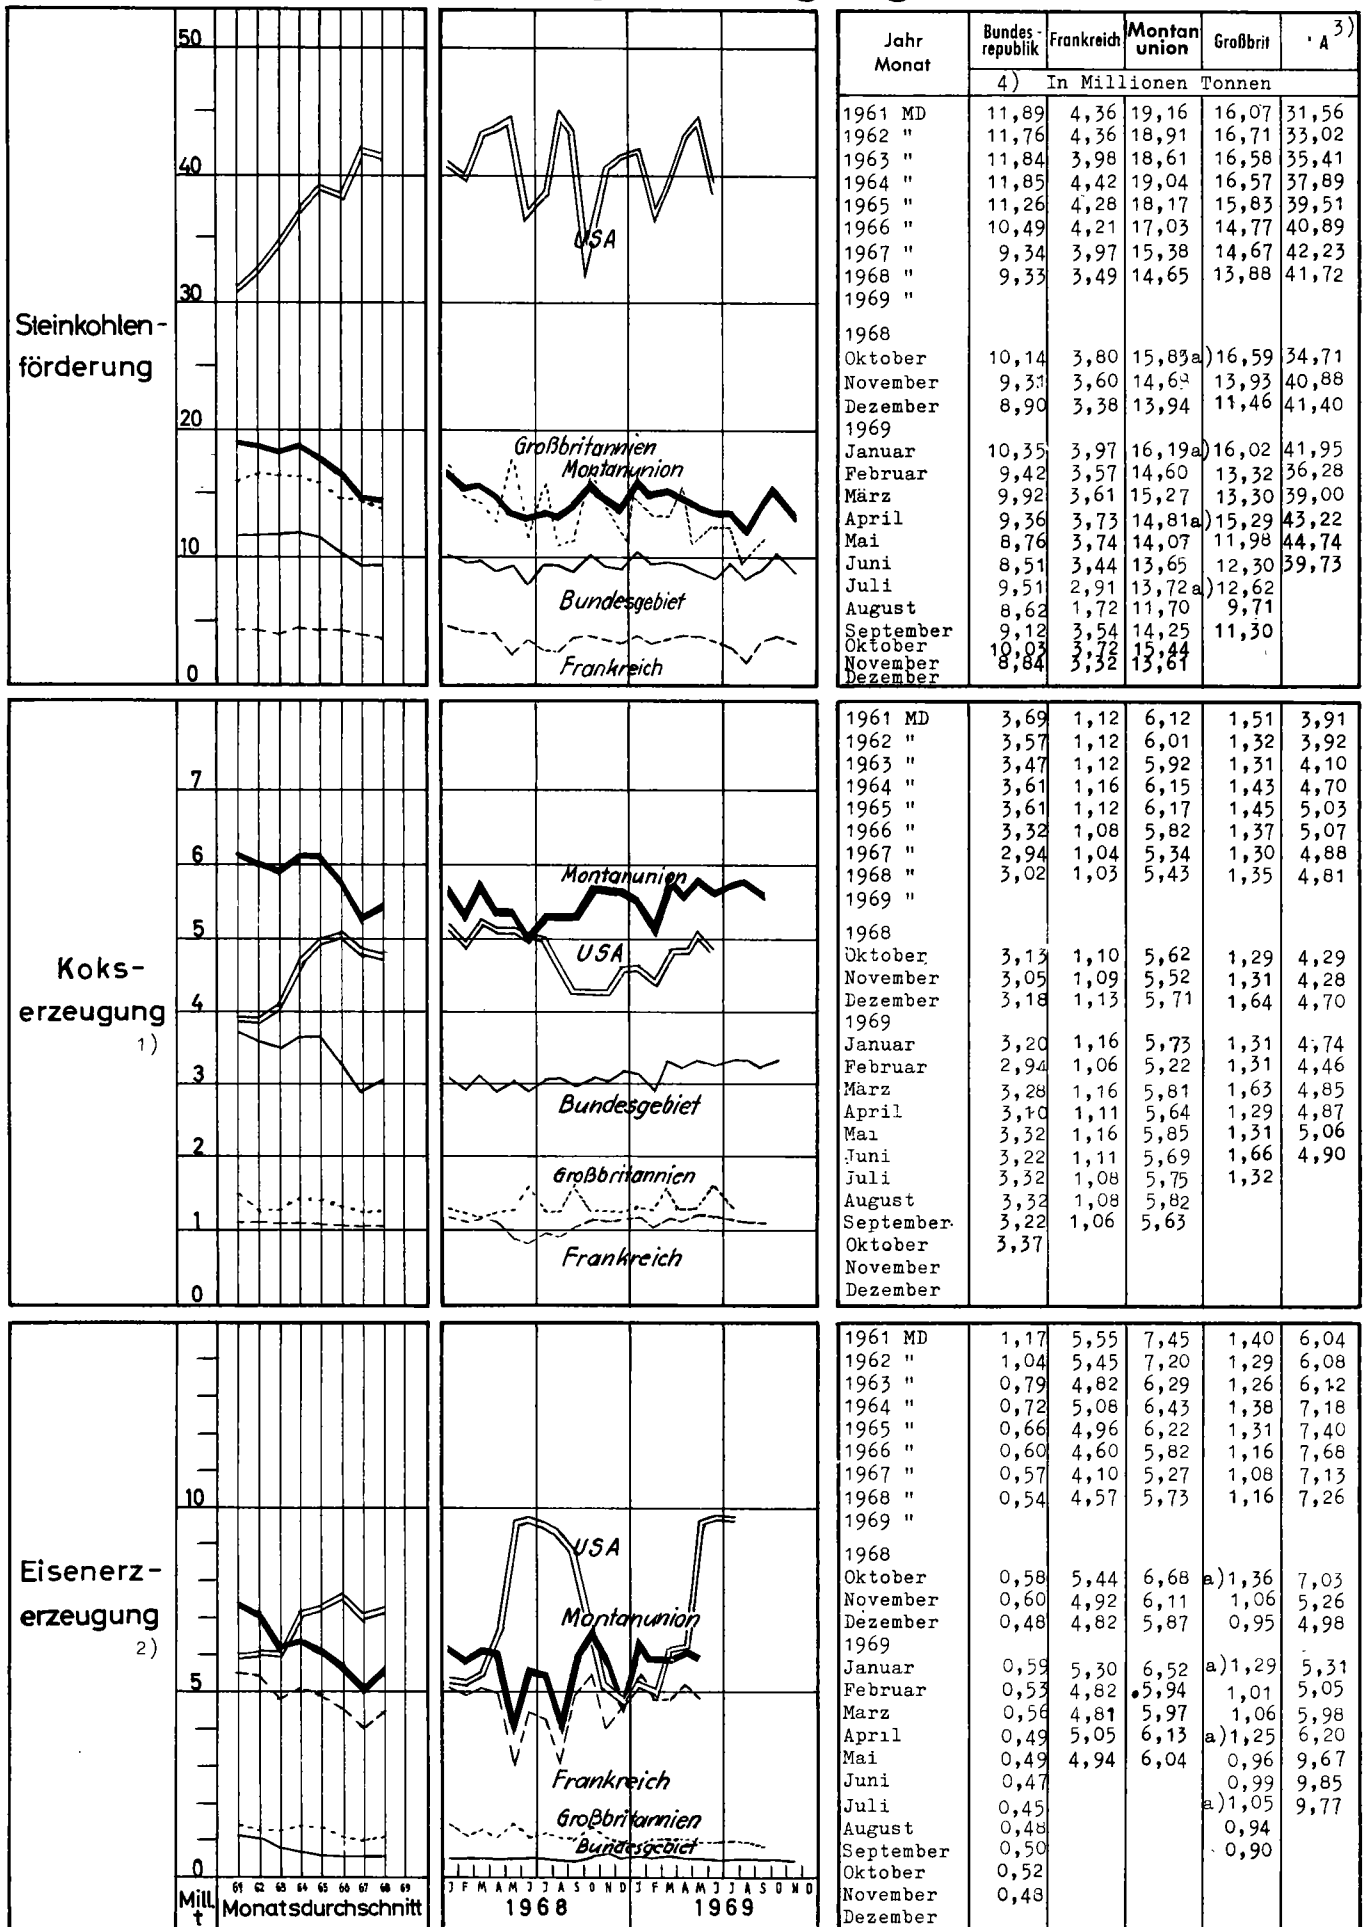 50
40
30
20
10
0
Steinkohlen-
förderung
USA
Großbritannien
Montanunion
Bundesgebiet
Frankreich
Jahr Monat Bundesrepublik Frankreich Montanunion Großbrit A 3)
4) In Millionen Tonnen
1961 MD 11,89 4,36 19,16 16,07 31,56
1962 " 11,76 4,36 18,91 16,71 33,02
1963 " 11,84 3,98 18,61 16,58 35,41
1964 " 11,85 4,42 19,04 16,57 37,89
1965 " 11,26 4,28 18,17 15,83 39,51
1966 " 10,49 4,21 17,03 14,77 40,89
1967 " 9,34 3,97 15,38 14,67 42,23
1968 " 9,33 3,49 14,65 13,88 41,72
1969 "
1968
Oktober 10,14 3,80 15,83 a) 16,59 34,71
November 9,31 3,60 14,69 13,93 40,88
Dezember 8,90 3,38 13,94 11,46 41,40
1969
Januar 10,35 3,97 16,19 a) 16,02 41,95
Februar 9,42 3,57 14,60 13,32 36,28
März 9,92 3,61 15,27 13,30 39,00
April 9,36 3,73 14,81 a) 15,29 43,22
Mai 8,76 3,74 14,07 11,98 44,74
Juni 8,51 3,44 13,65 12,30 39,73
Juli 9,51 2,91 13,72 a) 12,62
August 8,62 1,72 11,70 9,71
September 9,12 3,54 14,25 11,30
Oktober 10,03 3,72 15,44
November 8,84 3,32 13,61
Dezember
7
6
5
4
3
2
1
0
Koks-
erzeugung
1)
Montanunion
USA
Bundesgebiet
Großbritannien
Frankreich
1961 MD 3,69 1,12 6,12 1,51 3,91
1962 " 3,57 1,12 6,01 1,32 3,92
1963 " 3,47 1,12 5,92 1,31 4,10
1964 " 3,61 1,16 6,15 1,43 4,70
1965 " 3,61 1,12 6,17 1,45 5,03
1966 " 3,32 1,08 5,82 1,37 5,07
1967 " 2,94 1,04 5,34 1,30 4,88
1968 " 3,02 1,03 5,43 1,35 4,81
1969 "
1968
Oktober 3,13 1,10 5,62 1,29 4,29
November 3,05 1,09 5,52 1,31 4,28
Dezember 3,18 1,13 5,71 1,64 4,70
1969
Januar 3,20 1,16 5,73 1,31 4,74
Februar 2,94 1,06 5,22 1,31 4,46
März 3,28 1,16 5,81 1,63 4,85
April 3,10 1,11 5,64 1,29 4,87
Mai 3,32 1,16 5,85 1,31 5,06
Juni 3,22 1,11 5,69 1,66 4,90
Juli 3,32 1,08 5,75 1,32
August 3,32 1,08 5,82
September 3,22 1,06 5,63
Oktober 3,37
November
Dezember
10
5
0
Eisenerz-
erzeugung
2)
USA
Montanunion
Frankreich
Großbritannien
Bundesgebiet
Mill. t
61 62 63 64 65 66 67 68 69
Monatsdurchschnitt
J F M A M J J A S O N D J F M A M J J A S O N D
1968 1969
1961 MD 1,17 5,55 7,45 1,40 6,04
1962 " 1,04 5,45 7,20 1,29 6,08
1963 " 0,79 4,82 6,29 1,26 6,12
1964 " 0,72 5,08 6,43 1,38 7,18
1965 " 0,66 4,96 6,22 1,31 7,40
1966 " 0,60 4,60 5,82 1,16 7,68
1967 " 0,57 4,10 5,27 1,08 7,13
1968 " 0,54 4,57 5,73 1,16 7,26
1969 "
1968
Oktober 0,58 5,44 6,68 a) 1,36 7,03
November 0,60 4,92 6,11 1,06 5,26
Dezember 0,48 4,82 5,87 0,95 4,98
1969
Januar 0,59 5,30 6,52 a) 1,29 5,31
Februar 0,53 4,82 5,94 1,01 5,05
Marz 0,56 4,81 5,97 1,06 5,98
April 0,49 5,05 6,13 a) 1,25 6,20
Mai 0,49 4,94 6,04 0,96 9,67
Juni 0,47 0,99 9,85
Juli 0,45 a) 1,05 9,77
August 0,48 0,94
September 0,50 0,90
Oktober 0,52
November 0,48
Dezember